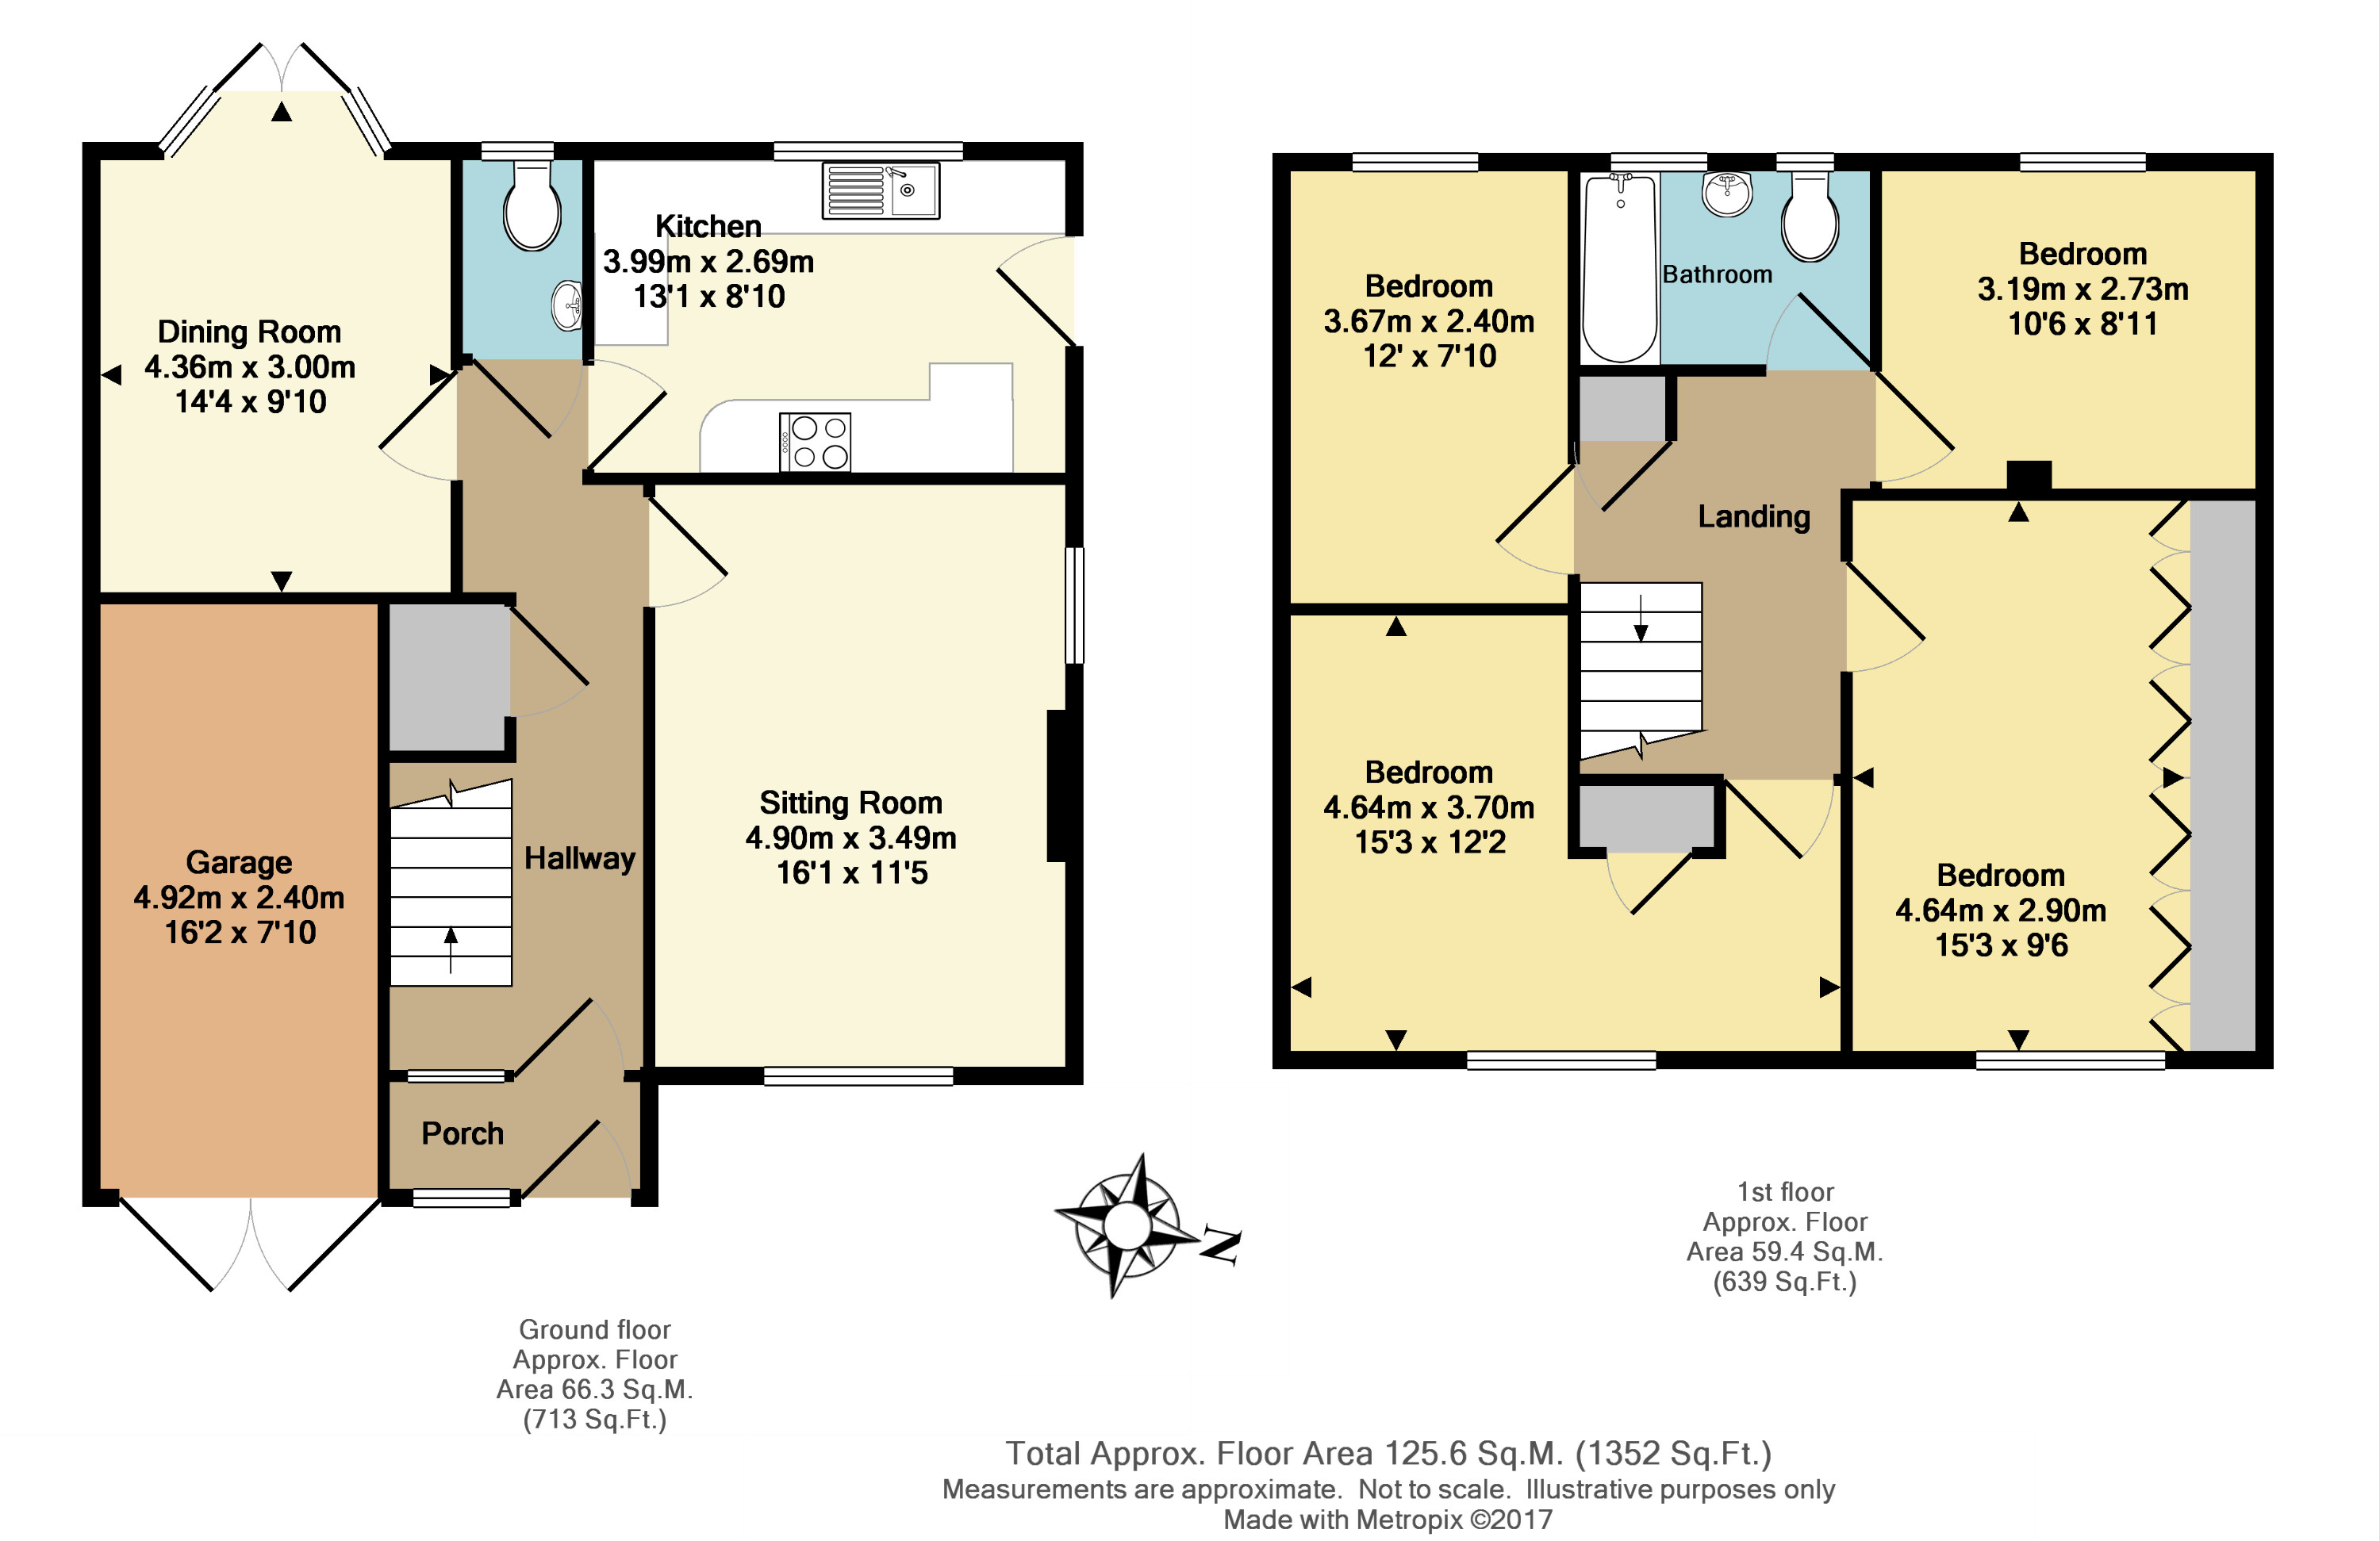 Kitchen
3.99m x 2.69m
13'1 x 8'10
Dining Room
4.36m x 3.00m
14'4 x 9'10
Sitting Room
4.90m x 3.49m
16'1 x 11'5
Hallway
Garage
4.92m x 2.40m
16'2 x 7'10
Porch
Ground floor
Approx. Floor
Area 66.3 Sq.M.
(713 Sq.Ft.)
Bedroom
3.67m x 2.40m
12' x 7'10
Bathroom
Bedroom
3.19m x 2.73m
10'6 x 8'11
Landing
Bedroom
4.64m x 3.70m
15'3 x 12'2
Bedroom
4.64m x 2.90m
15'3 x 9'6
N
1st floor
Approx. Floor
Area 59.4 Sq.M.
(639 Sq.Ft.)
Total Approx. Floor Area 125.6 Sq.M. (1352 Sq.Ft.)
Measurements are approximate. Not to scale. Illustrative purposes only
Made with Metropix ©2017